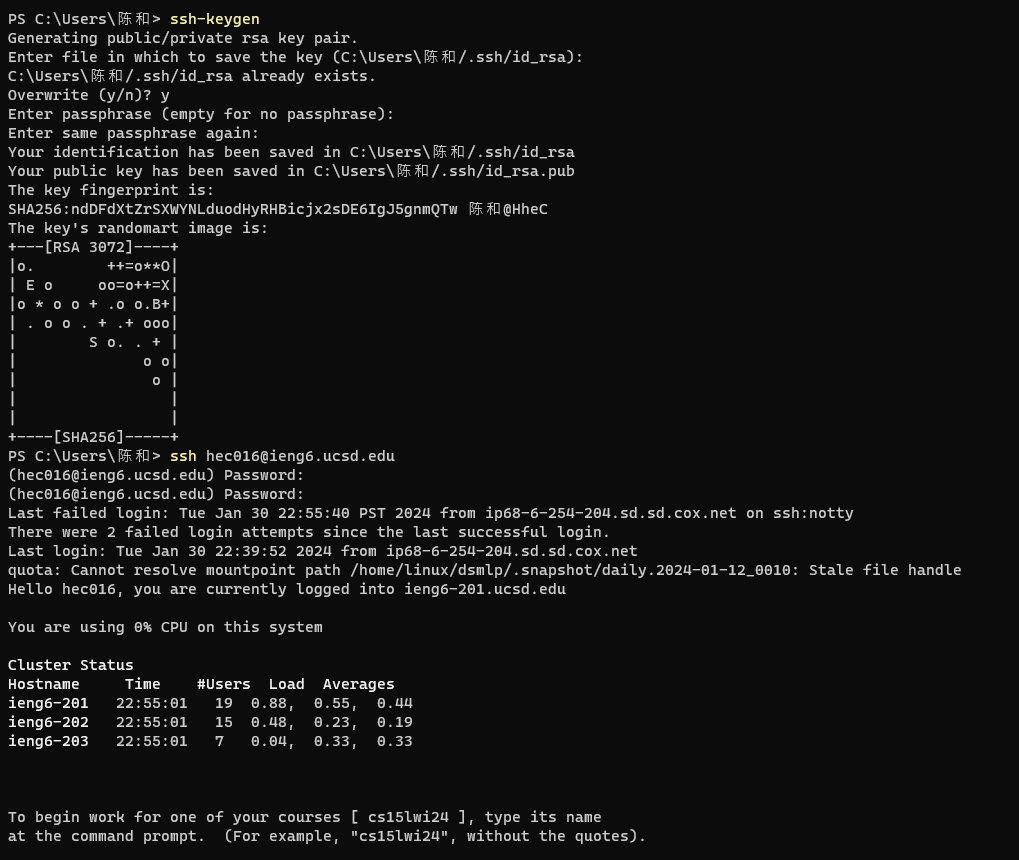 PS C:\Users\陈和> ssh-keygen
Generating public/private rsa key pair.
Enter file in which to save the key (C:\Users\陈和/.ssh/id_rsa):
C:\Users\陈和/.ssh/id_rsa already exists.
Overwrite (y/n)? y
Enter passphrase (empty for no passphrase):
Enter same passphrase again:
Your identification has been saved in C:\Users\陈和/.ssh/id_rsa
Your public key has been saved in C:\Users\陈和/.ssh/id_rsa.pub
The key fingerprint is:
SHA256:ndDFdXtZrSXWYNLduodHyRHBicjx2sDE6IgJ5gnmQTw 陈和@HheC
The key's randomart image is:
+---[RSA 3072]----+
|o.        ++=o**O|
| E o     oo=o++=X|
|o * o o + .o o.B+|
| . o o . + .+ ooo|
|        S o. . + |
|              o o|
|               o |
|                 |
|                 |
+----[SHA256]-----+
PS C:\Users\陈和> ssh hec016@ieng6.ucsd.edu
(hec016@ieng6.ucsd.edu) Password:
(hec016@ieng6.ucsd.edu) Password:
Last failed login: Tue Jan 30 22:55:40 PST 2024 from ip68-6-254-204.sd.sd.cox.net on ssh:notty
There were 2 failed login attempts since the last successful login.
Last login: Tue Jan 30 22:39:52 2024 from ip68-6-254-204.sd.sd.cox.net
quota: Cannot resolve mountpoint path /home/linux/dsmlp/.snapshot/daily.2024-01-12_0010: Stale file handle
Hello hec016, you are currently logged into ieng6-201.ucsd.edu
You are using 0% CPU on this system
Cluster Status
Hostname     Time    #Users  Load  Averages
ieng6-201   22:55:01   19  0.88,  0.55,  0.44
ieng6-202   22:55:01   15  0.48,  0.23,  0.19
ieng6-203   22:55:01   7   0.04,  0.33,  0.33
To begin work for one of your courses [ cs15lwi24 ], type its name
at the command prompt.  (For example, "cs15lwi24", without the quotes).